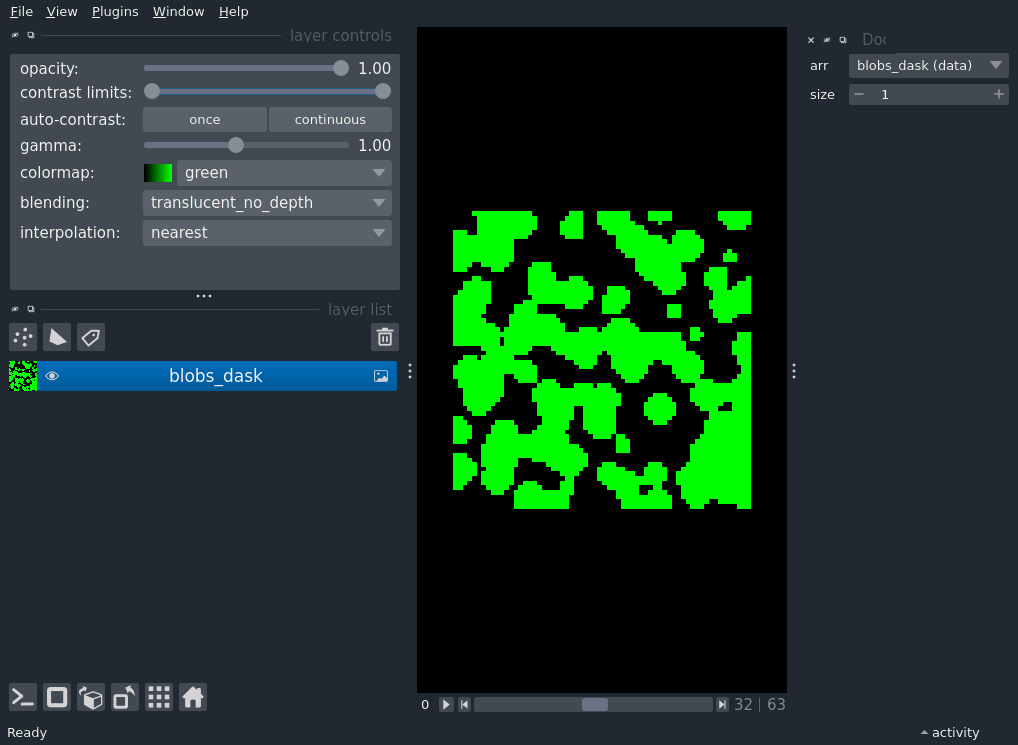 File View Plugins Window Help
layer controls
opacity: 1.00
contrast limits:
auto-contrast: once continuous
gamma: 1.00
colormap: green
blending: translucent_no_depth
interpolation: nearest
layer list
blobs_dask
0 32 | 63
Ready
activity
arr blobs_dask (data)
size 1